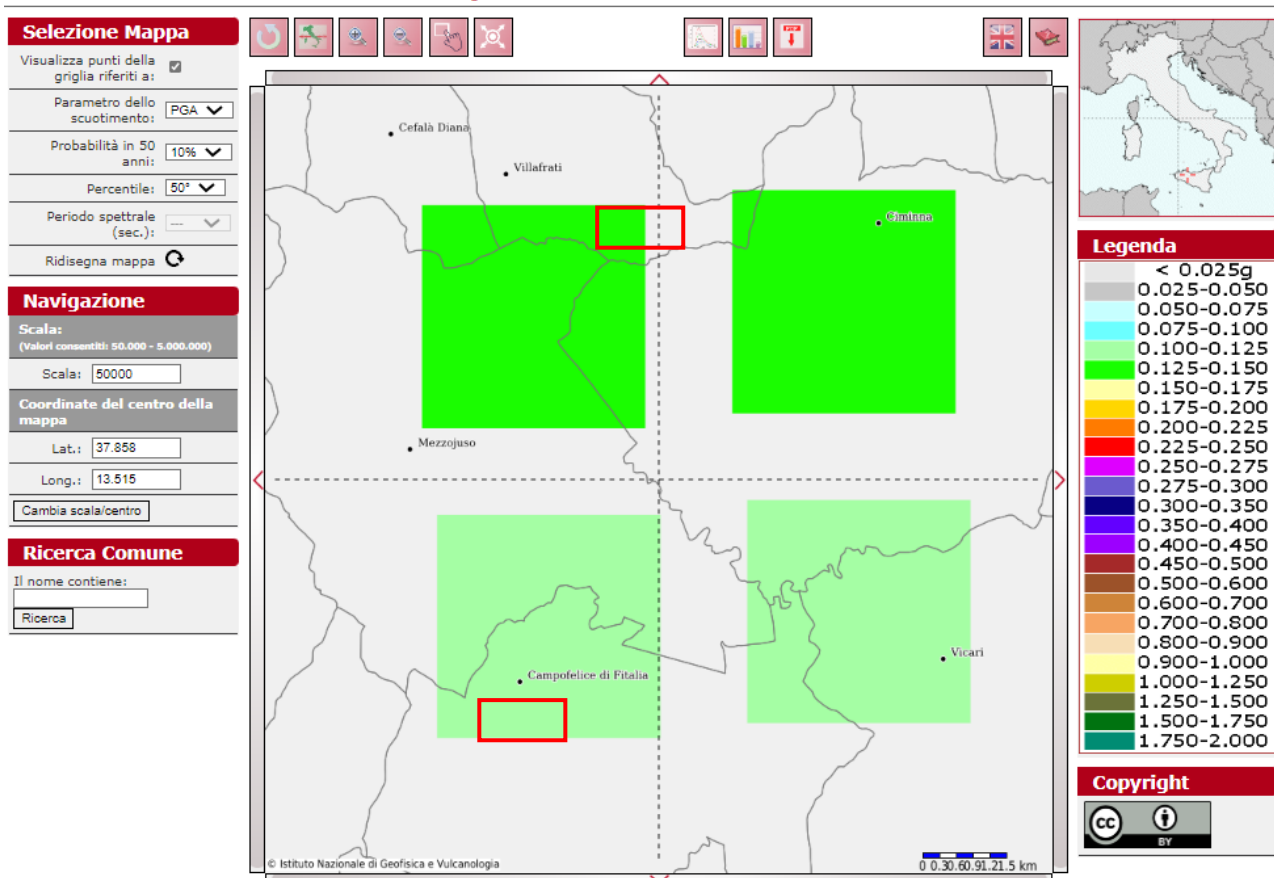 Selezione Mappa
Visualizza punti della
griglia riferiti a:
Parametro dello
scuotimento: PGA
Probabilità in 50
anni: 10%
Percentile: 50°
Periodo spettrale
(sec.): ---
Ridisegna mappa
Navigazione
Scala:
(Valori consentiti: 50.000 - 5.000.000)
Scala: 50000
Coordinate del centro della
mappa
Lat.: 37.858
Long.: 13.515
Cambia scala/centro
Ricerca Comune
Il nome contiene:
Ricerca
PDF
Cefalà Diana
Villafrati
Ciminna
Mezzojuso
Campofelice di Fitalia
Vicari
© Istituto Nazionale di Geofisica e Vulcanologia
0 0.30.60.91.21.5 km
Legenda
< 0.025g
0.025-0.050
0.050-0.075
0.075-0.100
0.100-0.125
0.125-0.150
0.150-0.175
0.175-0.200
0.200-0.225
0.225-0.250
0.250-0.275
0.275-0.300
0.300-0.350
0.350-0.400
0.400-0.450
0.450-0.500
0.500-0.600
0.600-0.700
0.700-0.800
0.800-0.900
0.900-1.000
1.000-1.250
1.250-1.500
1.500-1.750
1.750-2.000
Copyright
cc
BY